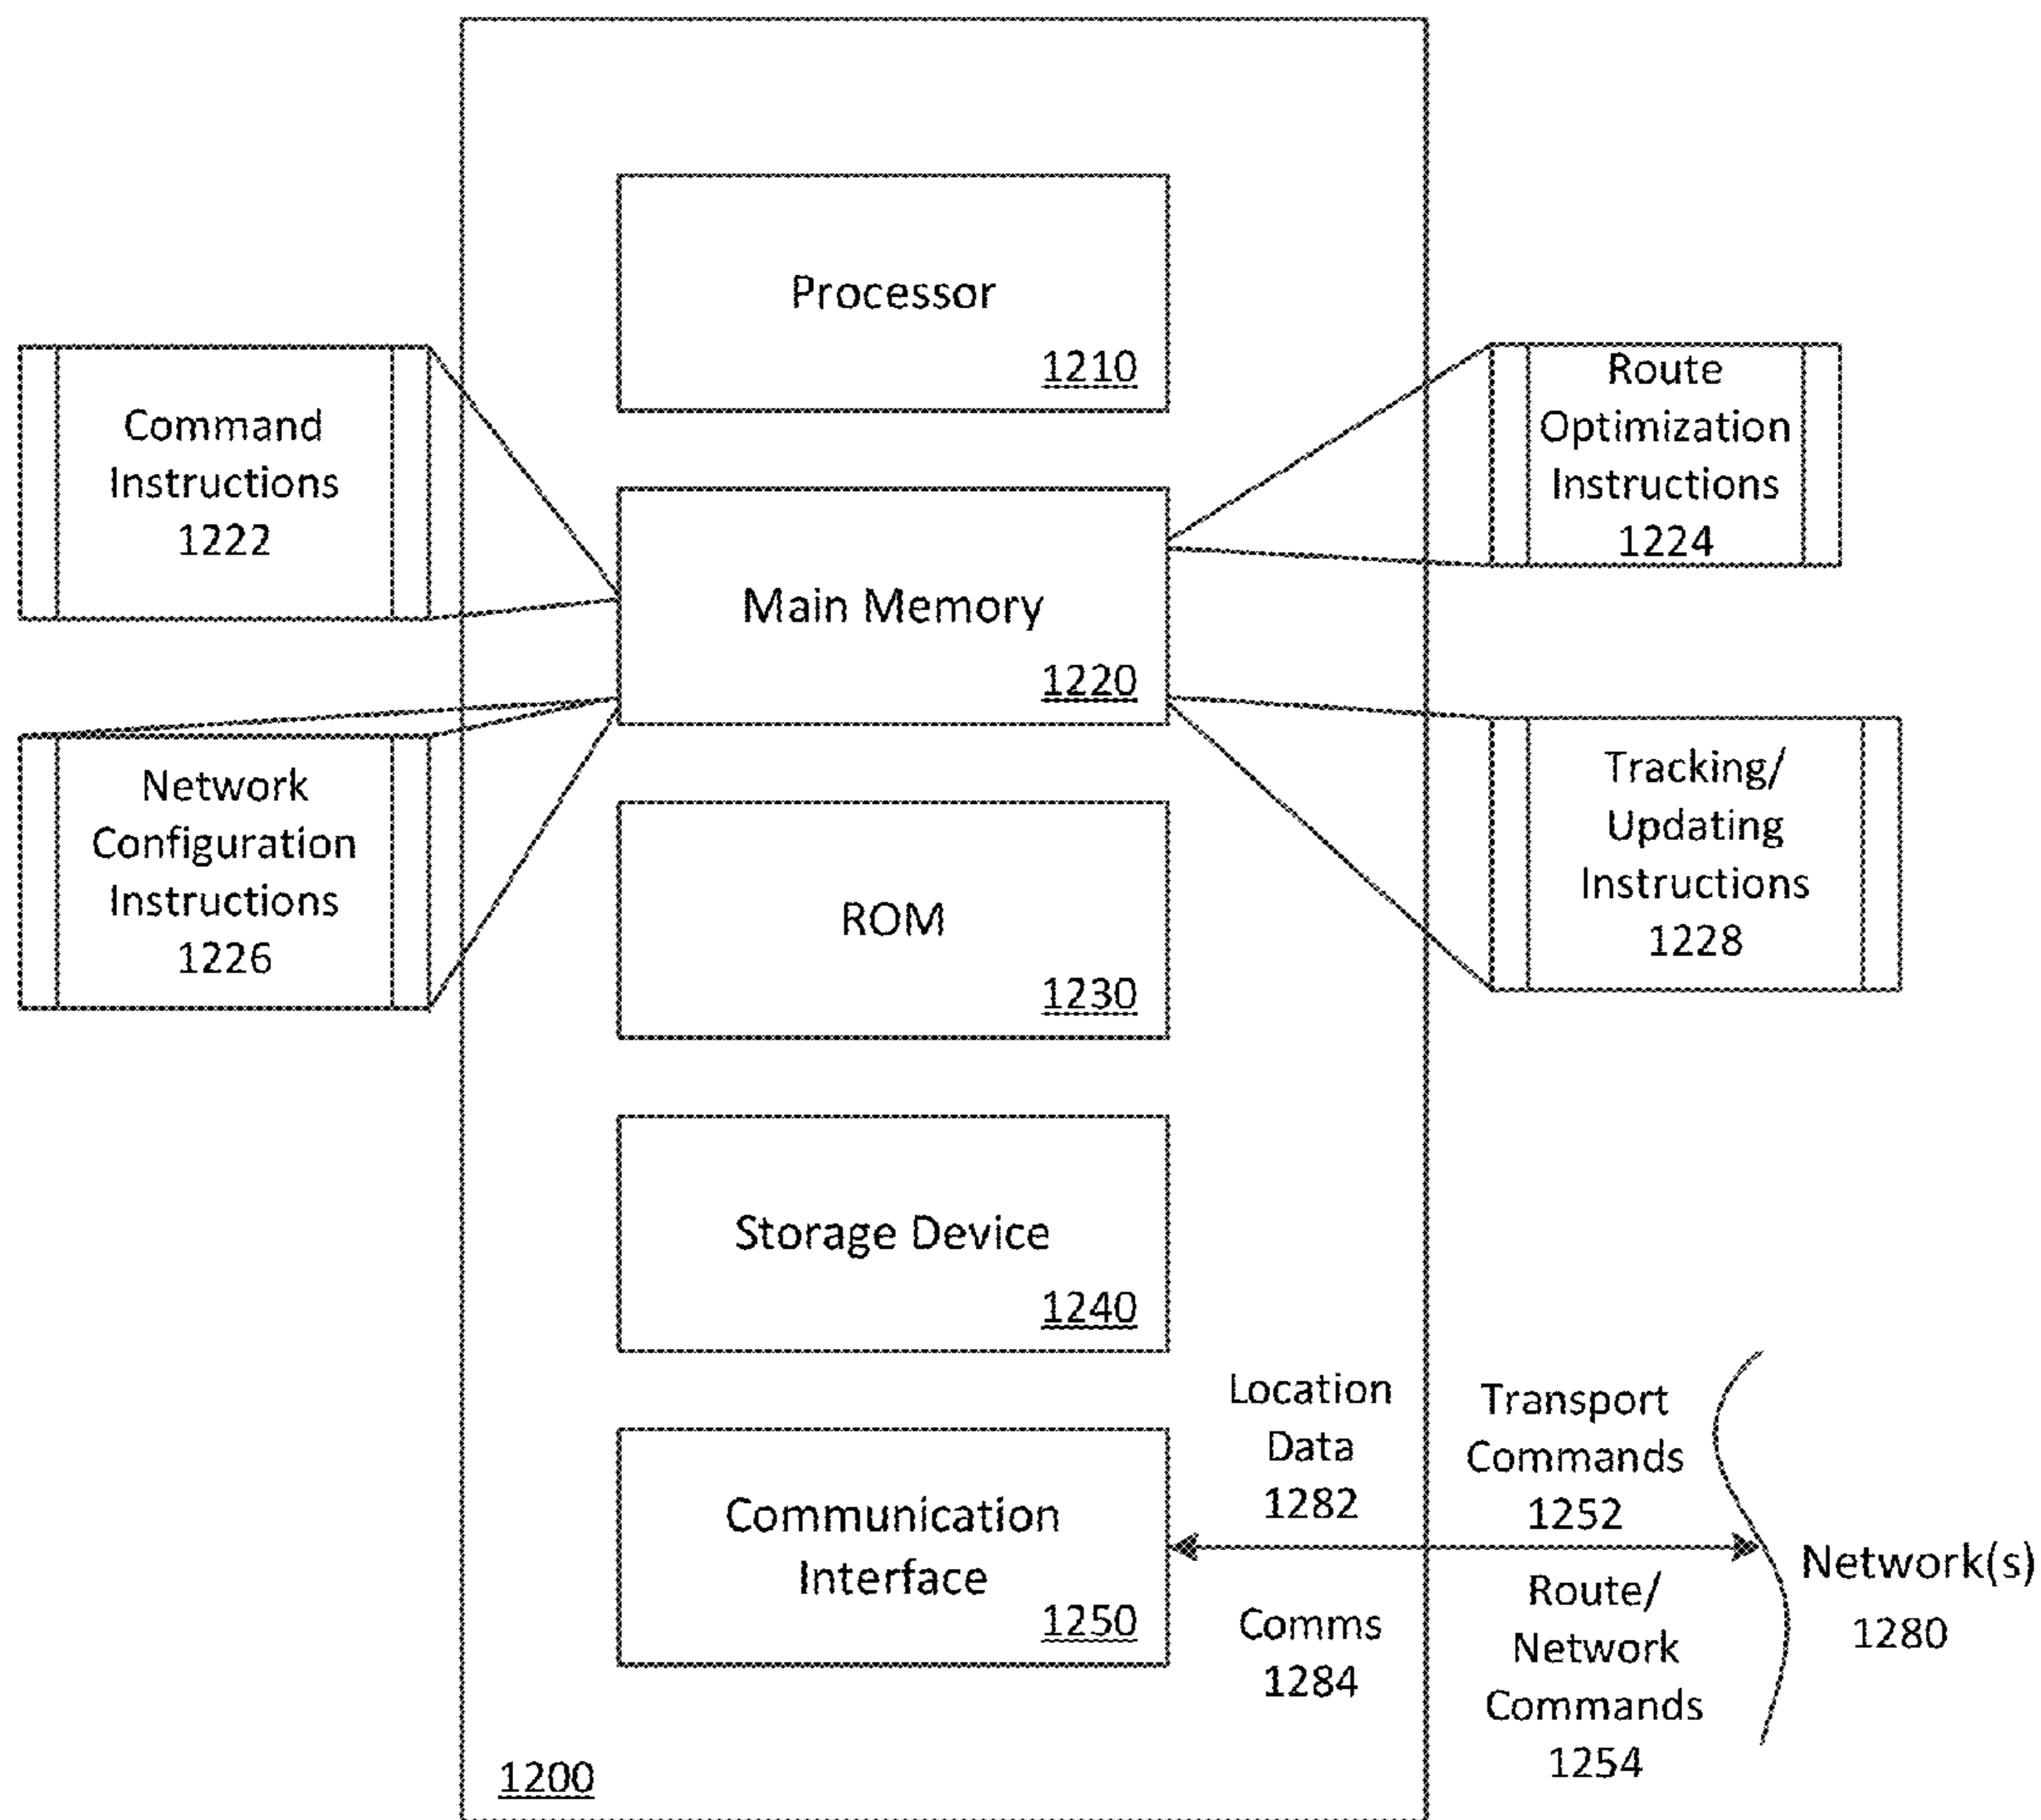 Processor
1210
Command
Instructions
1222
Route
Optimization
Instructions
1224
Main Memory
1220
Network
Configuration
Instructions
1226
Tracking/
Updating
Instructions
1228
ROM
1230
Storage Device
1240
Communication
Interface
1250
Location
Data
1282
Comms
1284
Transport
Commands
1252
Route/
Network
Commands
1254
Network(s)
1280
1200